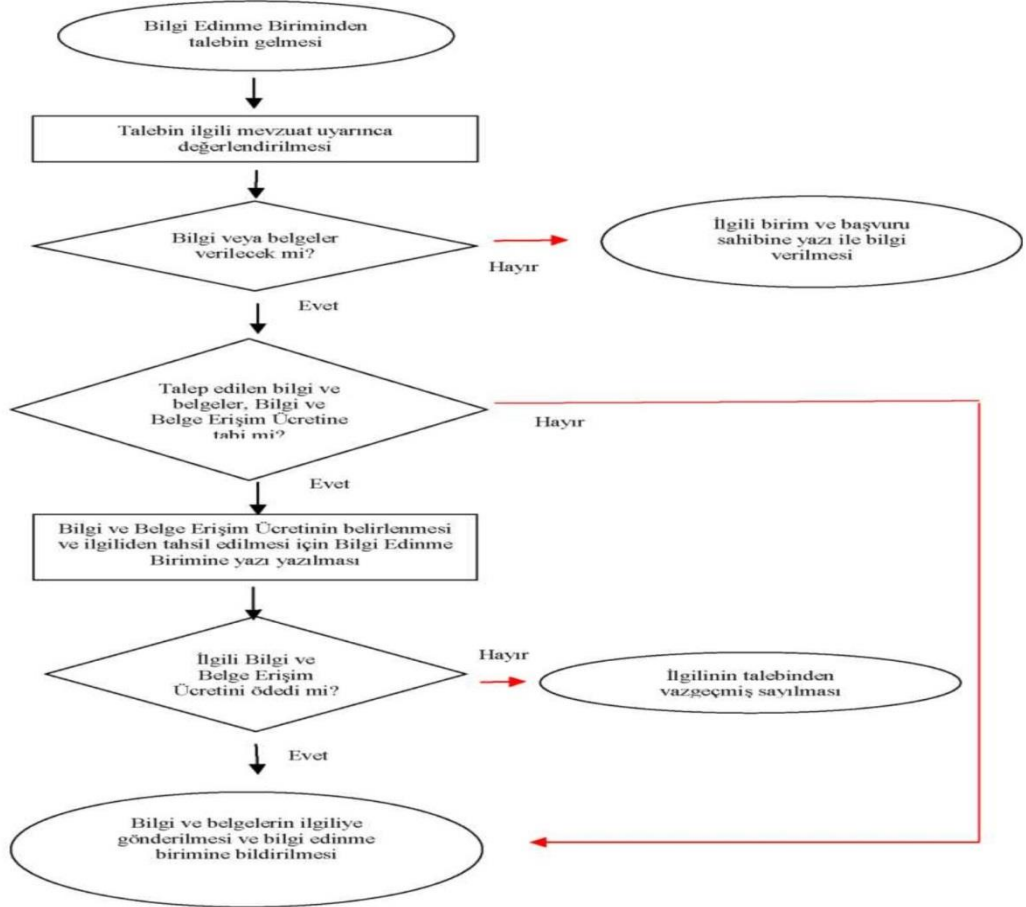 Bilgi Edinme Biriminden
talebin gelmesi
Talebin ilgili mevzuat uyarınca
değerlendirilmesi
Bilgi veya belgeler
verilecek mi?
Hayır
İlgili birim ve başvuru
sahibine yazı ile bilgi
verilmesi
Evet
Talep edilen bilgi ve
belgeler, Bilgi ve
Belge Erişim Ücretine
tabi mi?
Hayır
Evet
Bilgi ve Belge Erişim Ücretinin belirlenmesi
ve ilgiliden tahsil edilmesi için Bilgi Edinme
Birimine yazı yazılması
İlgili Bilgi ve
Belge Erişim
Ücretini ödedi mi?
Hayır
İlgilinin talebinden
vazgeçmiş sayılması
Evet
Bilgi ve belgelerin ilgiliye
gönderilmesi ve bilgi edinme
birimine bildirilmesi